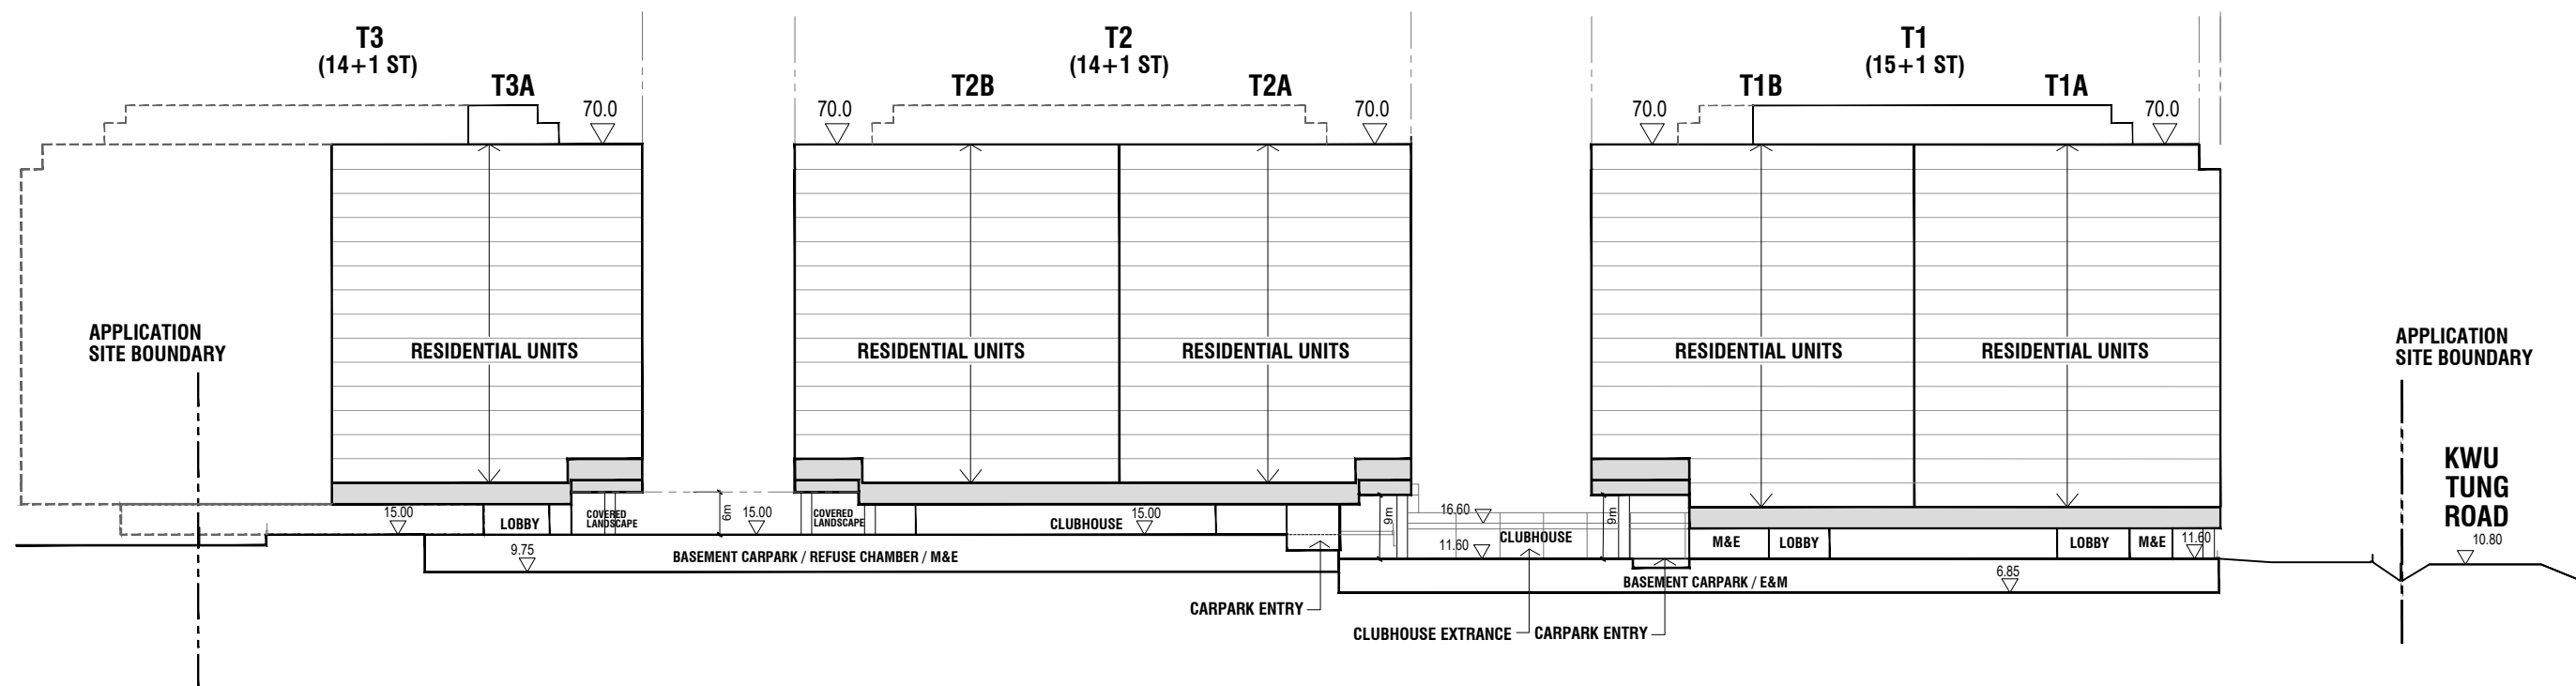 T3
(14+1 ST)
T3A
70.0
T2
(14+1 ST)
70.0
T2B
T2A
70.0
T1
(15+1 ST)
70.0
T1B
T1A
70.0
APPLICATION
SITE BOUNDARY
RESIDENTIAL UNITS
RESIDENTIAL UNITS
RESIDENTIAL UNITS
RESIDENTIAL UNITS
RESIDENTIAL UNITS
APPLICATION
SITE BOUNDARY
KWU
TUNG
ROAD
10.80
15.00
LOBBY
COVERED
LANDSCAPE
6m
15.00
COVERED
LANDSCAPE
CLUBHOUSE
15.00
9m
16.60
11.60
CLUBHOUSE
9m
M&E
LOBBY
LOBBY
M&E
11.60
9.75
BASEMENT CARPARK / REFUSE CHAMBER / M&E
BASEMENT CARPARK / E&M
6.85
CARPARK ENTRY
CLUBHOUSE EXTRANCE
CARPARK ENTRY